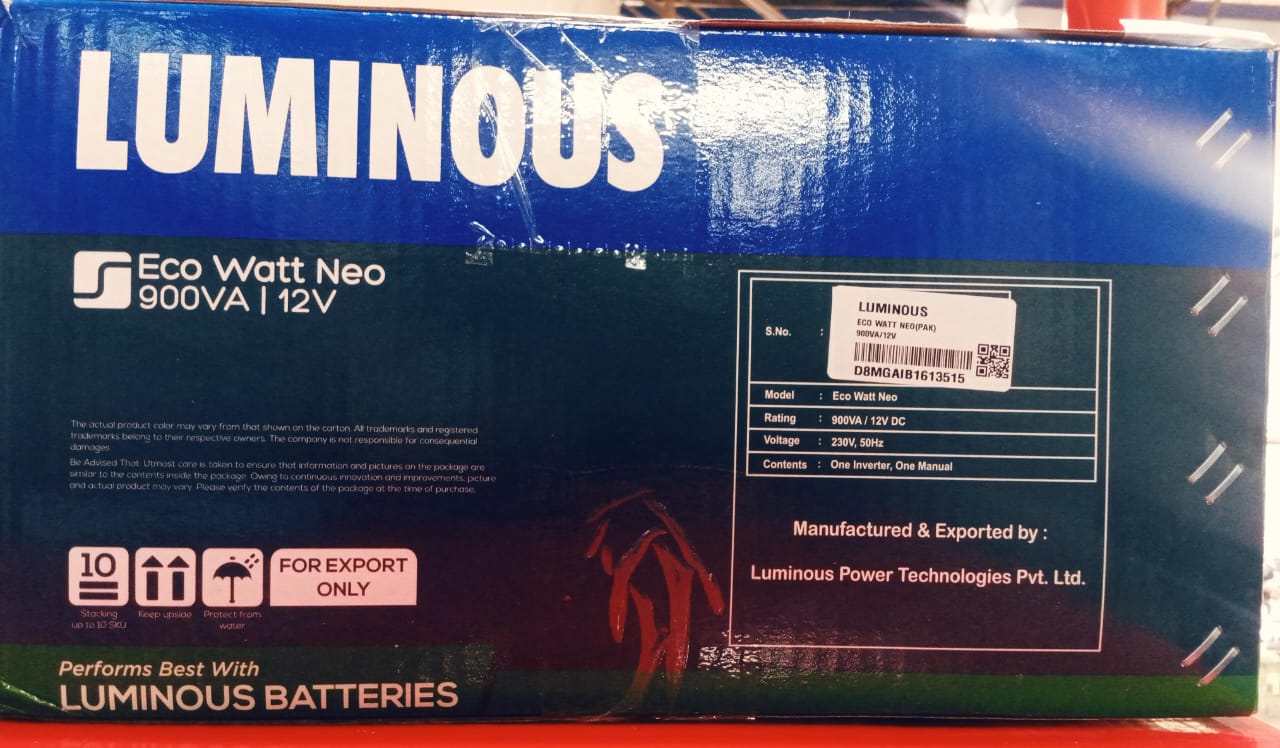 LUMINOUS
Eco Watt Neo
900VA | 12V
The actual product color may vary from that shown on the carton. All trademarks and registered
trademarks belong to their respective owners. The company is not responsible for consequential
damages
Be Advised That: Utmost care is taken to ensure that information and pictures on the package are
similar to the contents inside the package. Owing to continuous innovation and improvements, picture
and actual product may vary. Please verify the contents of the package at the time of purchase.
10
Stacking
up to 10 SKU
Keep upside
Protect from
water
FOR EXPORT
ONLY
Performs Best With
LUMINOUS BATTERIES
S.No. :
LUMINOUS
ECO WATT NEO(PAK)
900VA/12V
D8MGAIB1613515
Model : Eco Watt Neo
Rating : 900VA / 12V DC
Voltage : 230V, 50Hz
Contents : One Inverter, One Manual
Manufactured & Exported by :
Luminous Power Technologies Pvt. Ltd.